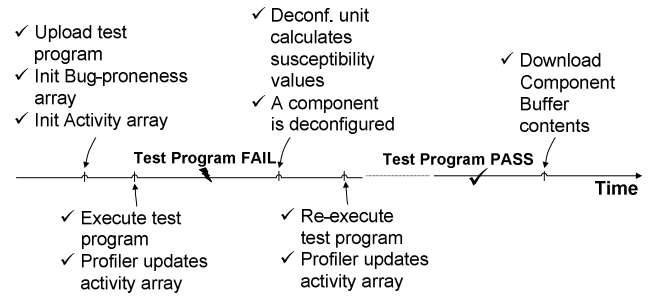 ✓ Upload test
program
✓ Init Bug-proneness
array
✓ Init Activity array
✓ Deconf. unit
calculates
susceptibility
values
✓ A component
is deconfigured
✓ Download
Component
Buffer
contents
Test Program FAIL
Test Program PASS
Time
✓ Execute test
program
✓ Profiler updates
activity array
✓ Re-execute
test program
✓ Profiler updates
activity array